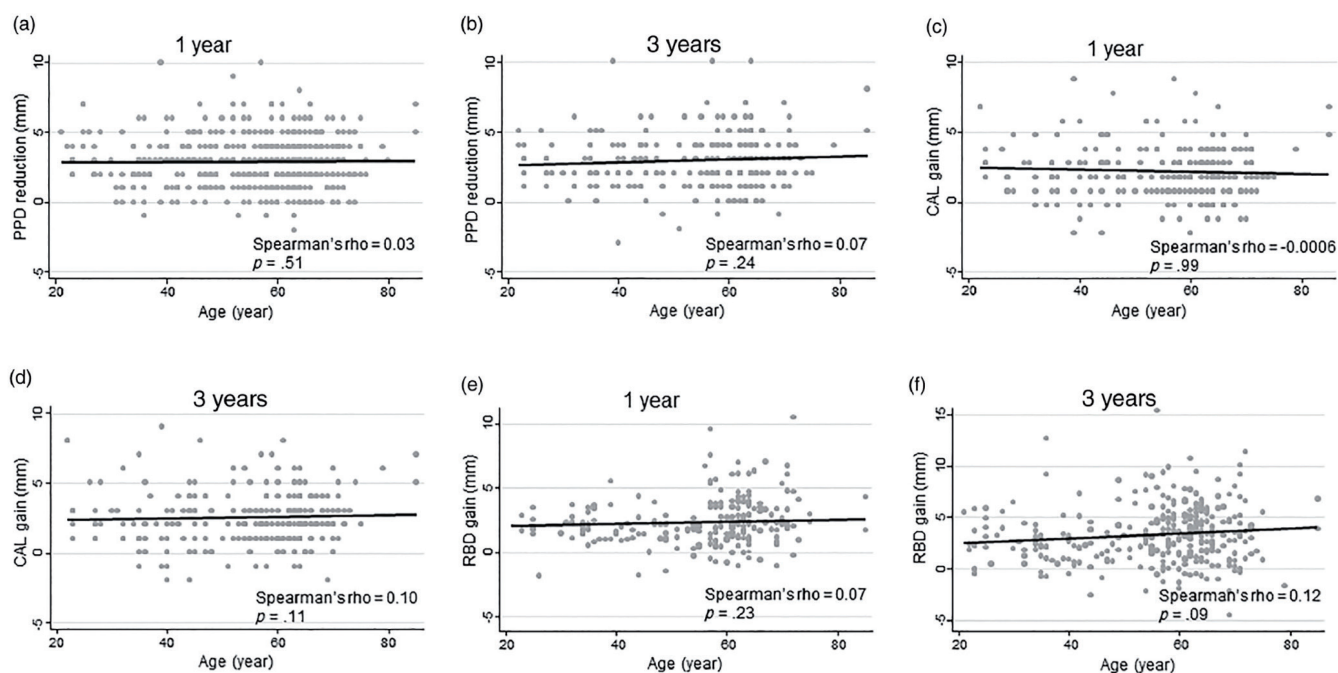 (a)
1 year
PPD reduction (mm)
10
5
0
-5
Spearman's rho = 0.03
p = .51
20 40 60 80
Age (year)
(b)
3 years
PPD reduction (mm)
10
5
0
-5
Spearman's rho = 0.07
p = .24
20 40 60 80
Age (year)
(c)
1 year
CAL gain (mm)
10
5
0
-5
Spearman's rho = -0.0006
p = .99
20 40 60 80
Age (year)
(d)
3 years
CAL gain (mm)
10
5
0
-5
Spearman's rho = 0.10
p = .11
20 40 60 80
Age (year)
(e)
1 year
RBD gain (mm)
10
5
0
-5
Spearman's rho = 0.07
p = .23
20 40 60 80
Age (year)
(f)
3 years
RBD gain (mm)
15
10
5
0
-5
Spearman's rho = 0.12
p = .09
20 40 60 80
Age (year)